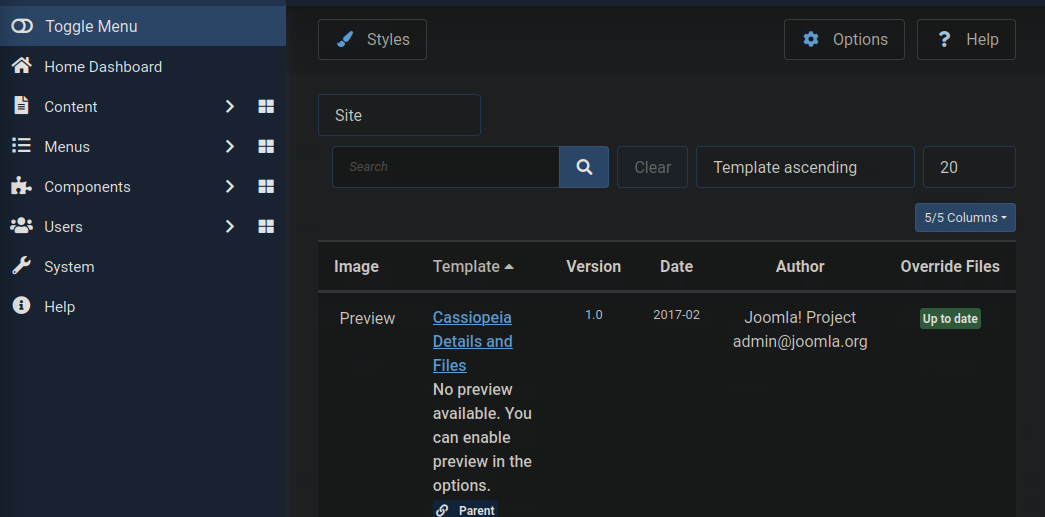 Toggle Menu
Home Dashboard
Content
Menus
Components
Users
System
Help
Styles
Options
? Help
Site
Search
Clear
Template ascending
20
5/5 Columns
Image Template Version Date Author Override Files
Preview
Cassiopeia
Details and
Files
No preview
available. You
can enable
preview in the
options.
Parent
1.0
2017-02
Joomla! Project
admin@joomla.org
Up to date